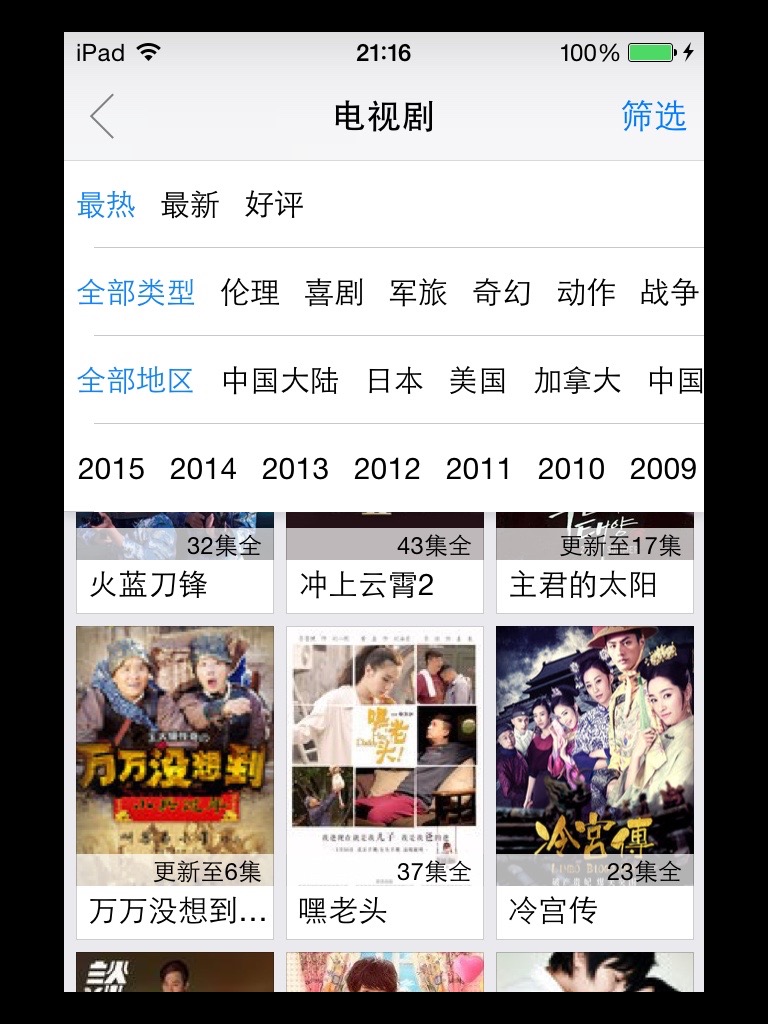 iPad 21:16 100%
电视剧 筛选
最热 最新 好评
全部类型 伦理 喜剧 军旅 奇幻 动作 战争
全部地区 中国大陆 日本 美国 加拿大 中国
2015 2014 2013 2012 2011 2010 2009
32集全 43集全 更新至17集
火蓝刀锋 冲上云霄2 主君的太阳
万万没想到
嘿老头!
冷宫传
更新至6集 37集全 23集全
万万没想到... 嘿老头 冷宫传